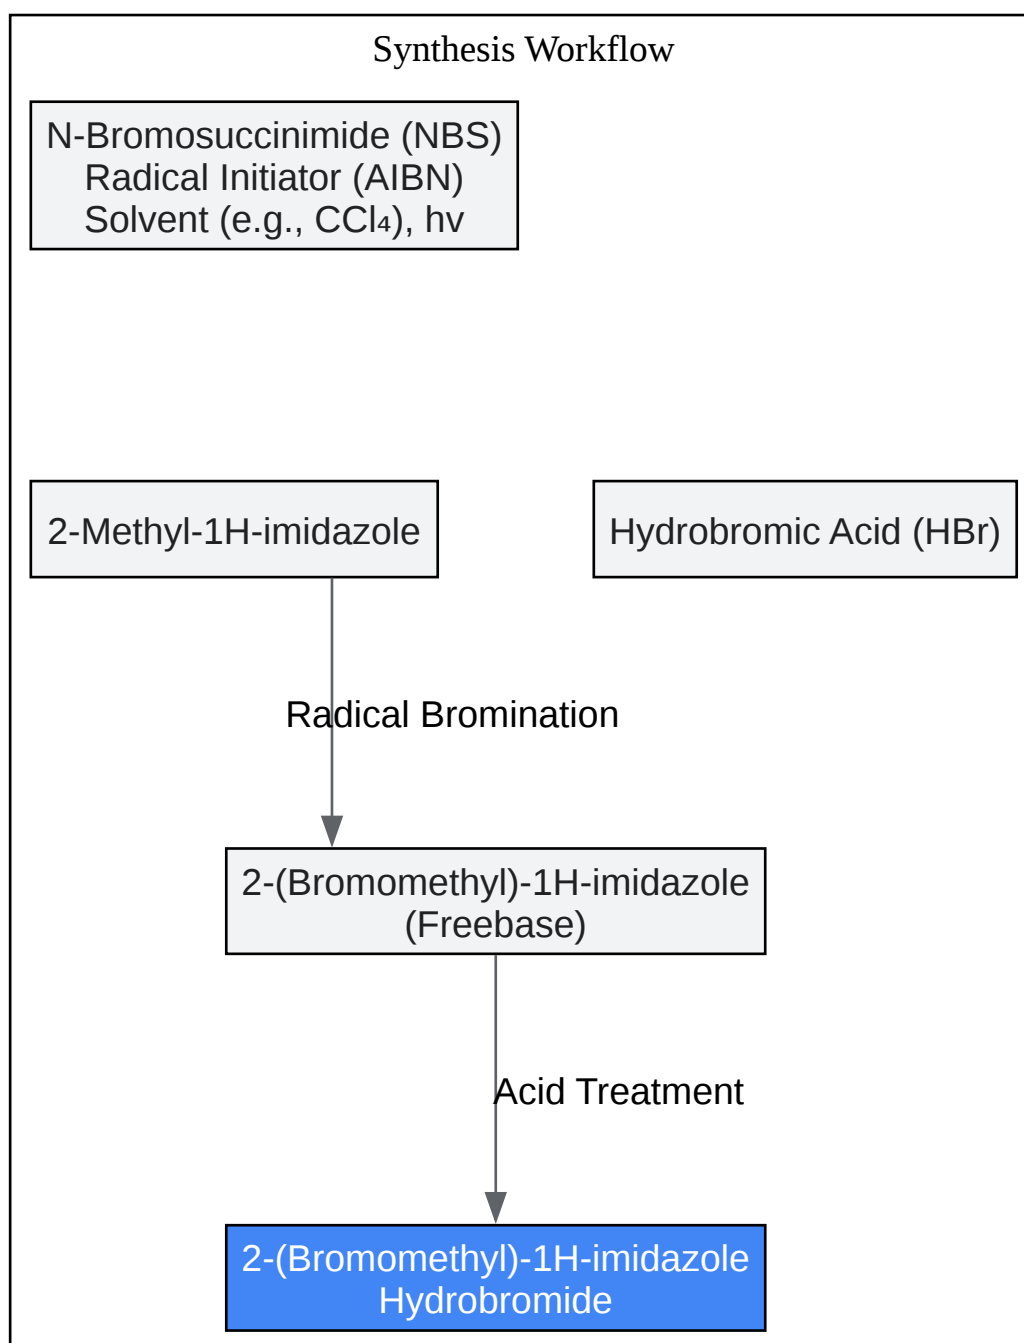 Synthesis Workflow
N-Bromosuccinimide (NBS)
Radical Initiator (AIBN)
Solvent (e.g., CCl₄), hv
2-Methyl-1H-imidazole
Hydrobromic Acid (HBr)
Radical Bromination
2-(Bromomethyl)-1H-imidazole
(Freebase)
Acid Treatment
2-(Bromomethyl)-1H-imidazole
Hydrobromide